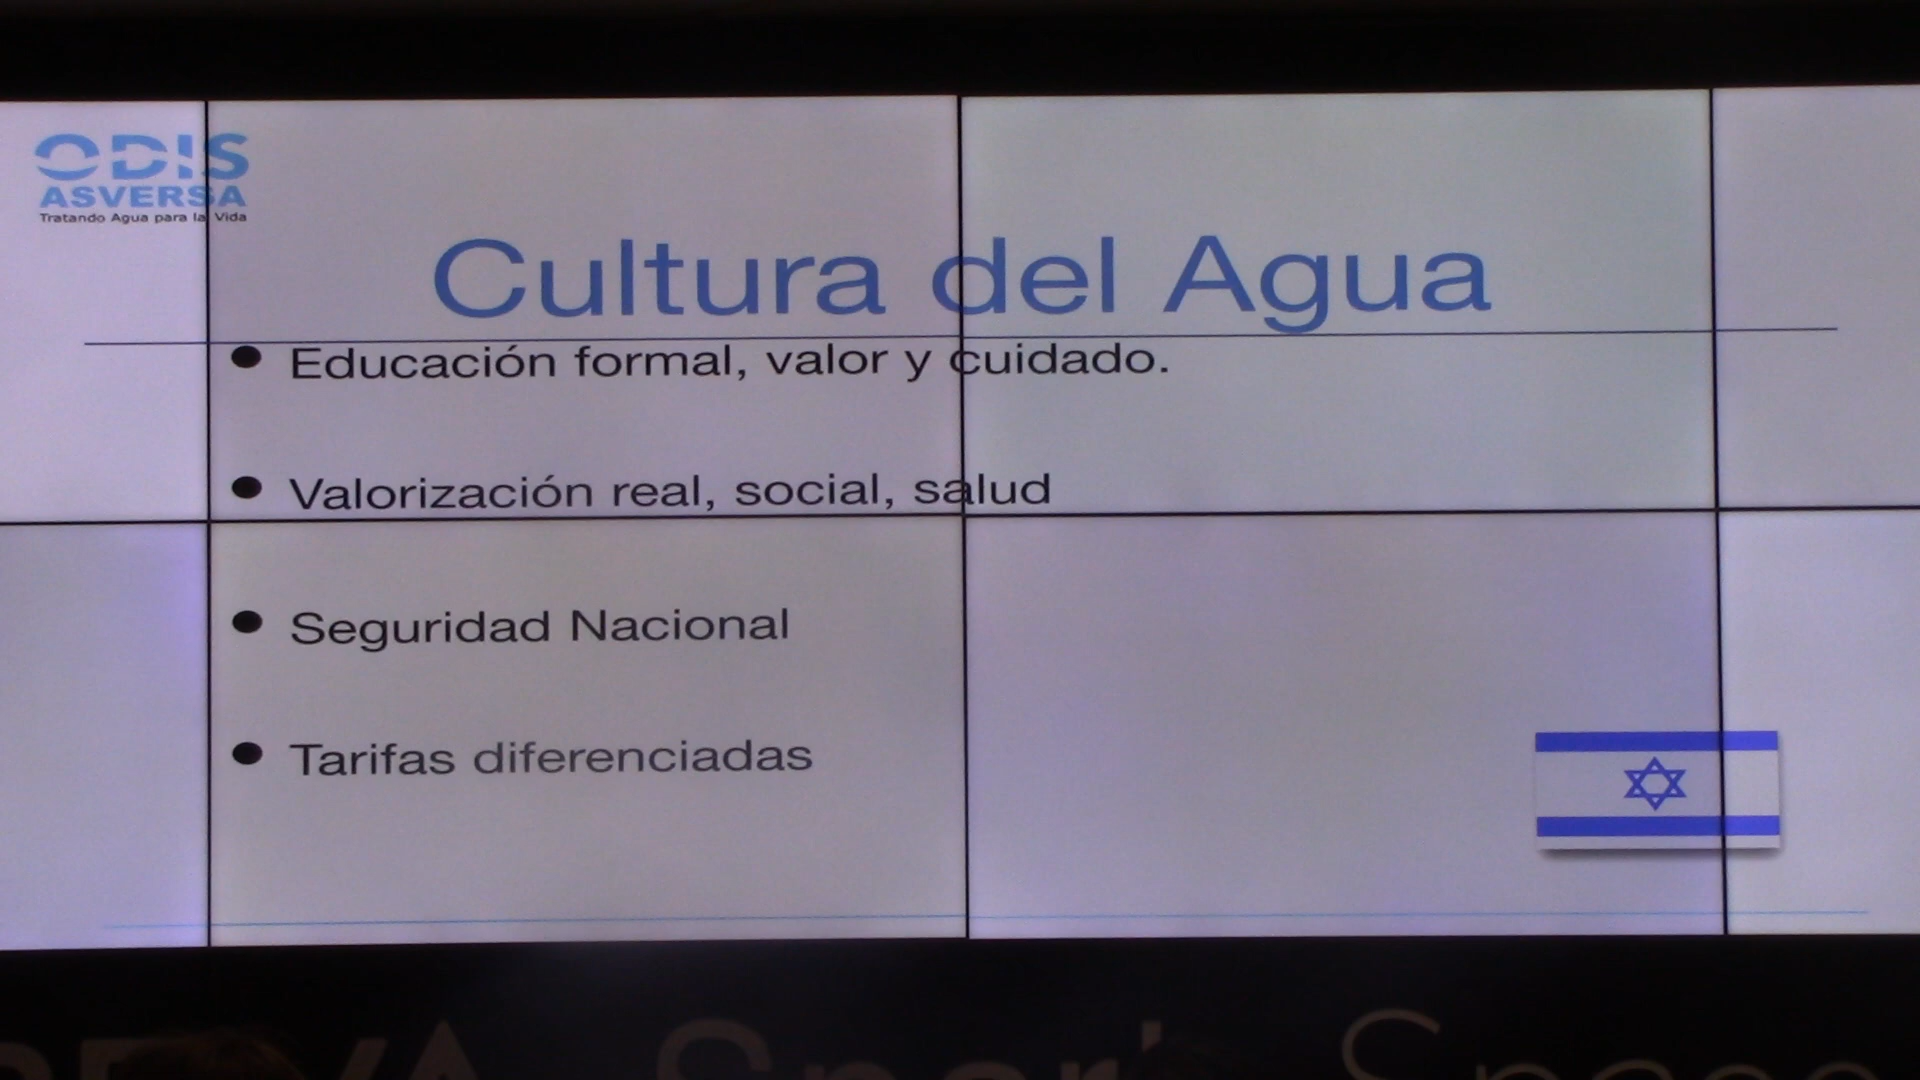 ODIS
ASVERSA
Tratando Agua para la Vida
Cultura del Agua
Educación formal, valor y cuidado.
Valorización real, social, salud
Seguridad Nacional
Tarifas diferenciadas